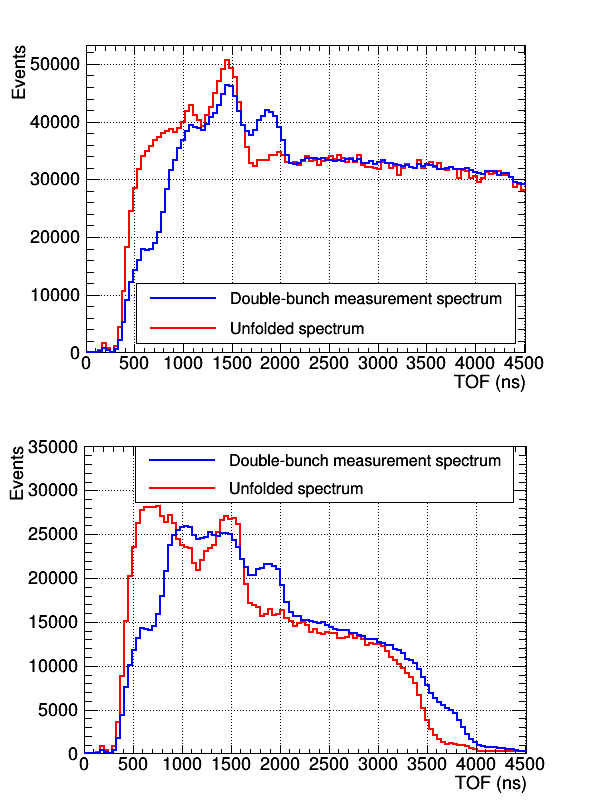 Events
50000
40000
30000
20000
10000
0
Double-bunch measurement spectrum
Unfolded spectrum
0 500 1000 1500 2000 2500 3000 3500 4000 4500
TOF (ns)
Events
35000
30000
25000
20000
15000
10000
5000
0
Double-bunch measurement spectrum
Unfolded spectrum
0 500 1000 1500 2000 2500 3000 3500 4000 4500
TOF (ns)